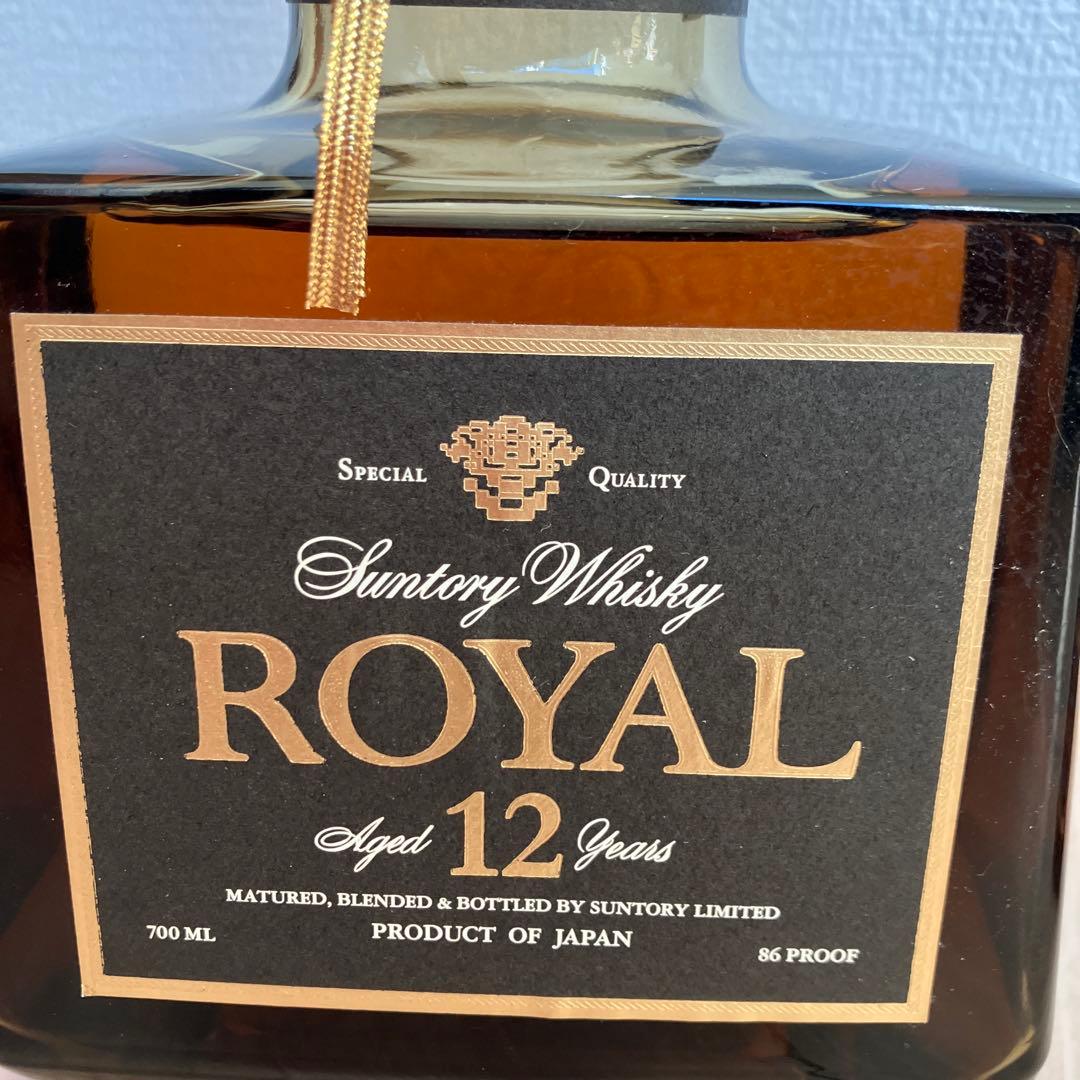 SPECIAL QUALITY
Suntory Whisky
ROYAL
Aged 12 Years
MATURED, BLENDED & BOTTLED BY SUNTORY LIMITED
700 ML PRODUCT OF JAPAN 86 PROOF